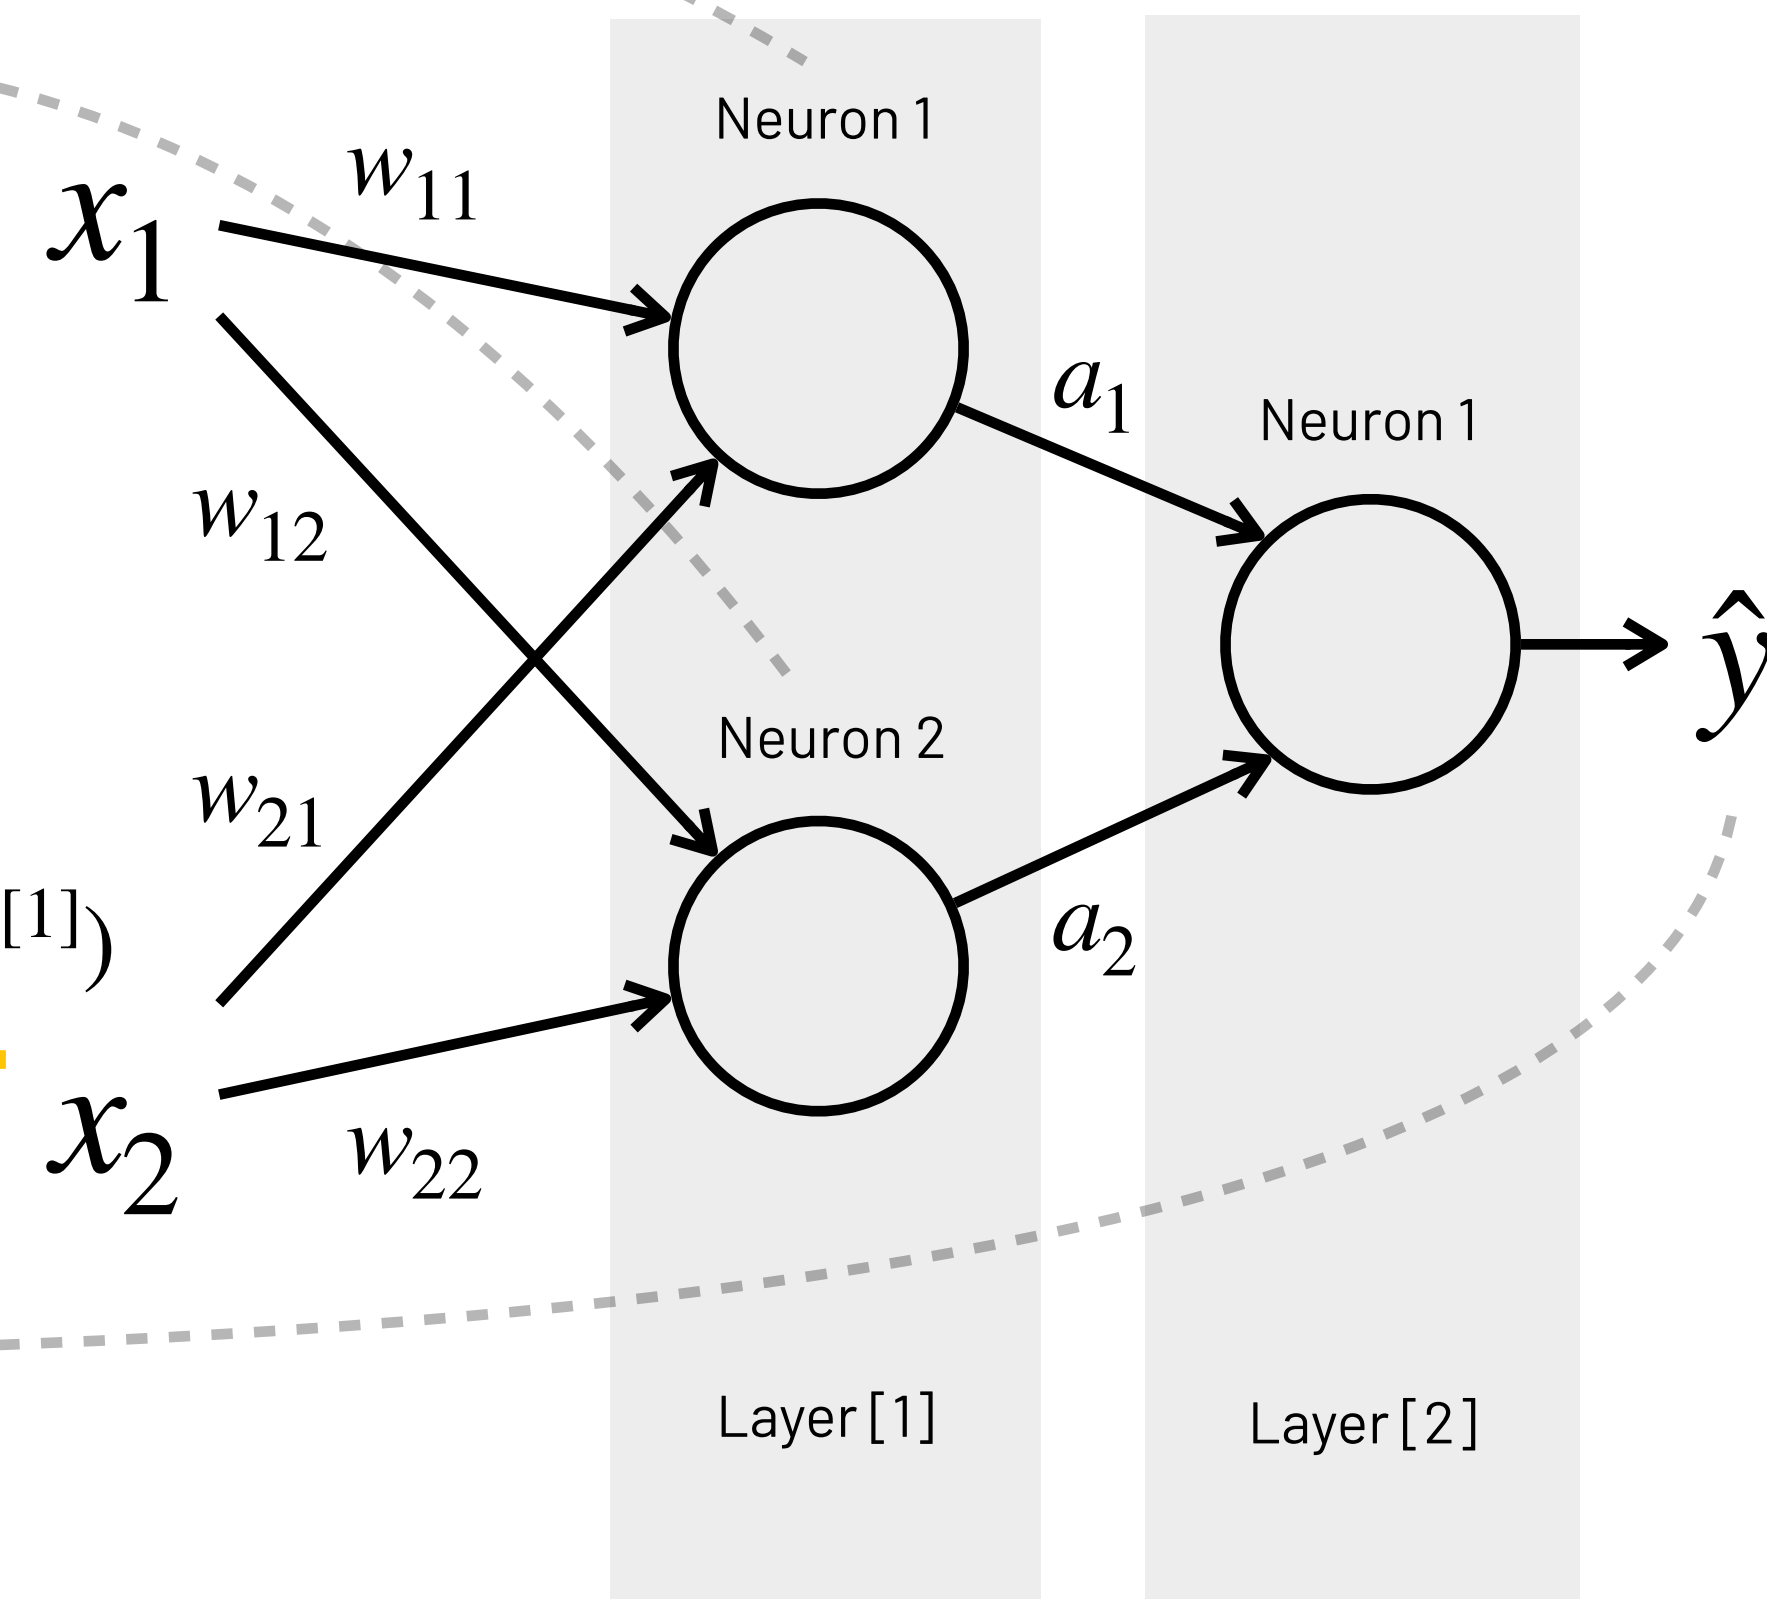 Neuron 1
w₁₁
x₁
a₁
Neuron 1
w₁₂
ŷ
Neuron 2
w₂₁
[1])
a₂
x₂
w₂₂
Layer [1]
Layer [2]